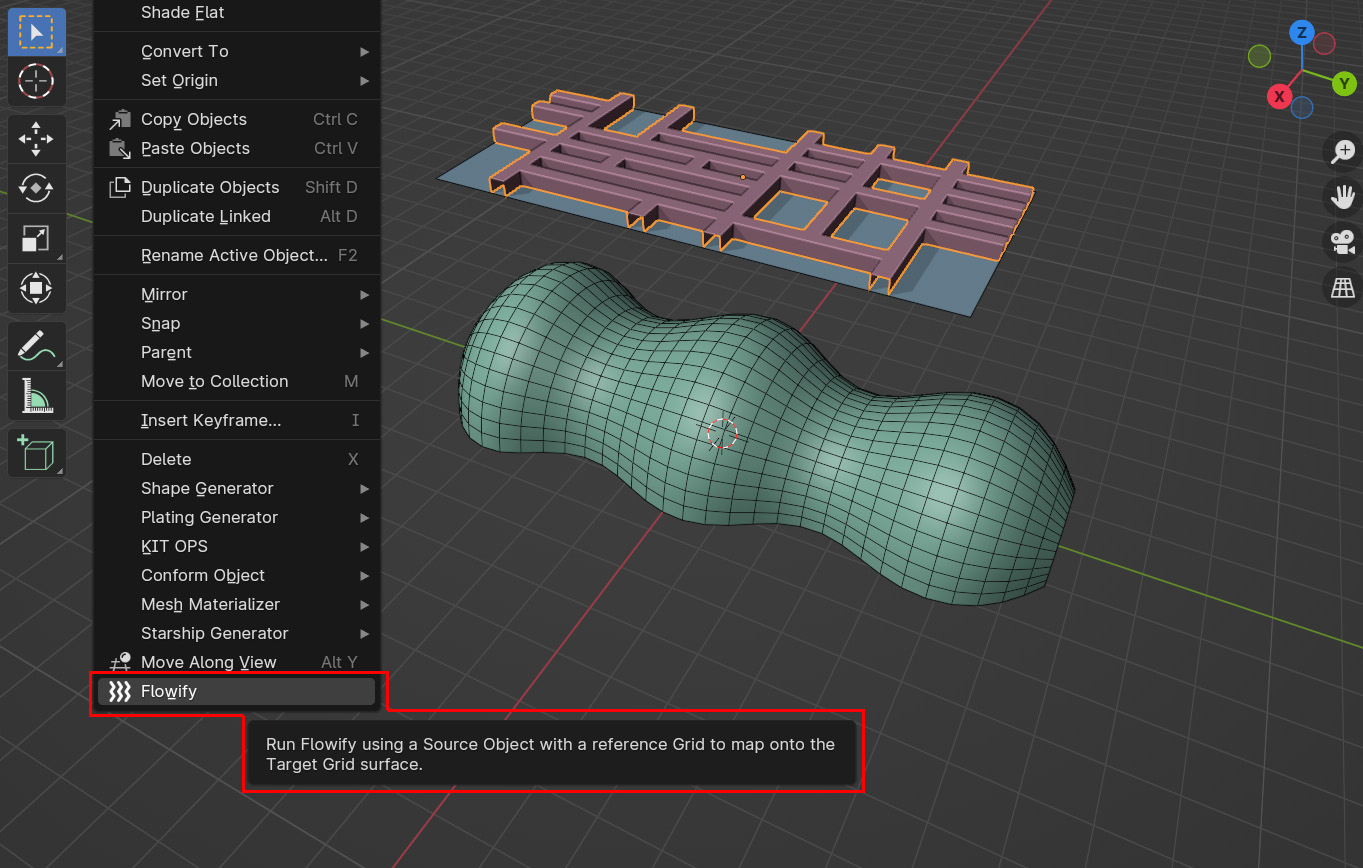 Shade Flat
Convert To
Set Origin
Copy Objects Ctrl C
Paste Objects Ctrl V
Duplicate Objects Shift D
Duplicate Linked Alt D
Rename Active Object... F2
Mirror
Snap
Parent
Move to Collection M
Insert Keyframe... I
Delete X
Shape Generator
Plating Generator
KIT OPS
Conform Object
Mesh Materializer
Starship Generator
Move Along View Alt Y
Flowify
Run Flowify using a Source Object with a reference Grid to map onto the
Target Grid surface.
Z
Y
X